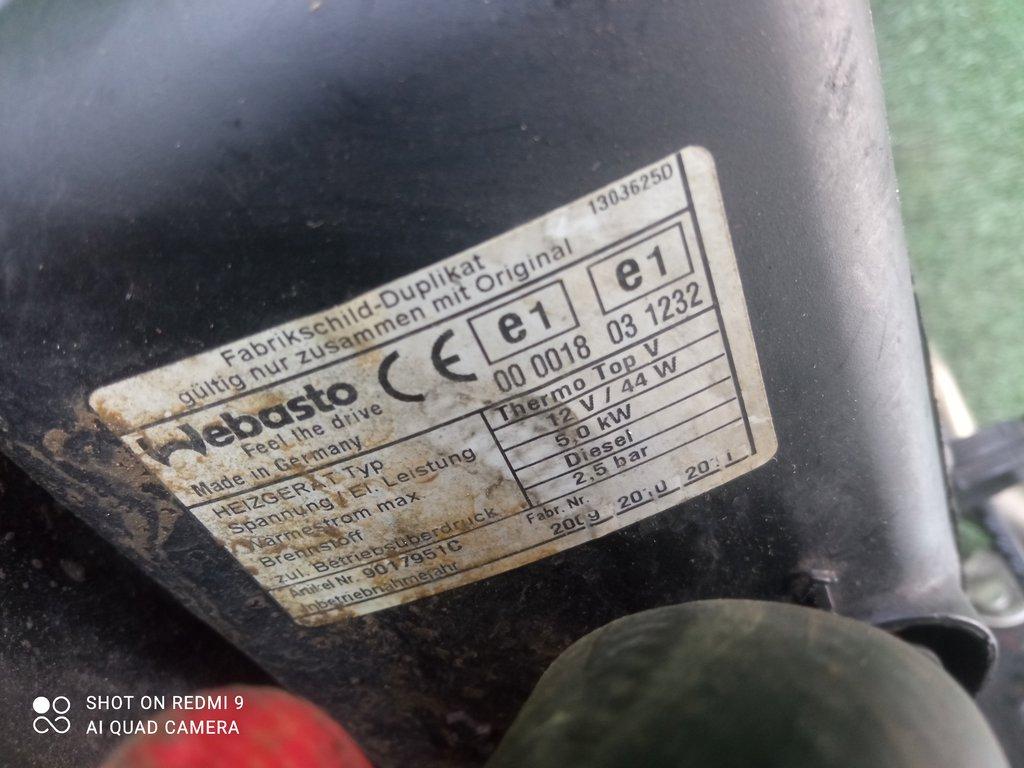 Fabrikschild-Duplikat
gültig nur zusammen mit Original
1303625D
Webasto
Feel the drive
Made in Germany
CE
e1
e1
00 0018
03 1232
HEIZGERÄT Typ
Thermo Top V
Spannung / El. Leistung
12 V / 44 W
Wärmestrom max
5,0 kW
Brennstoff
Diesel
zul. Betriebsüberdruck
2,5 bar
Artikel Nr. 9017951C
Fabr. Nr.
Inbetriebnahmejahr
2009 2010 2011
SHOT ON REDMI 9
AI QUAD CAMERA